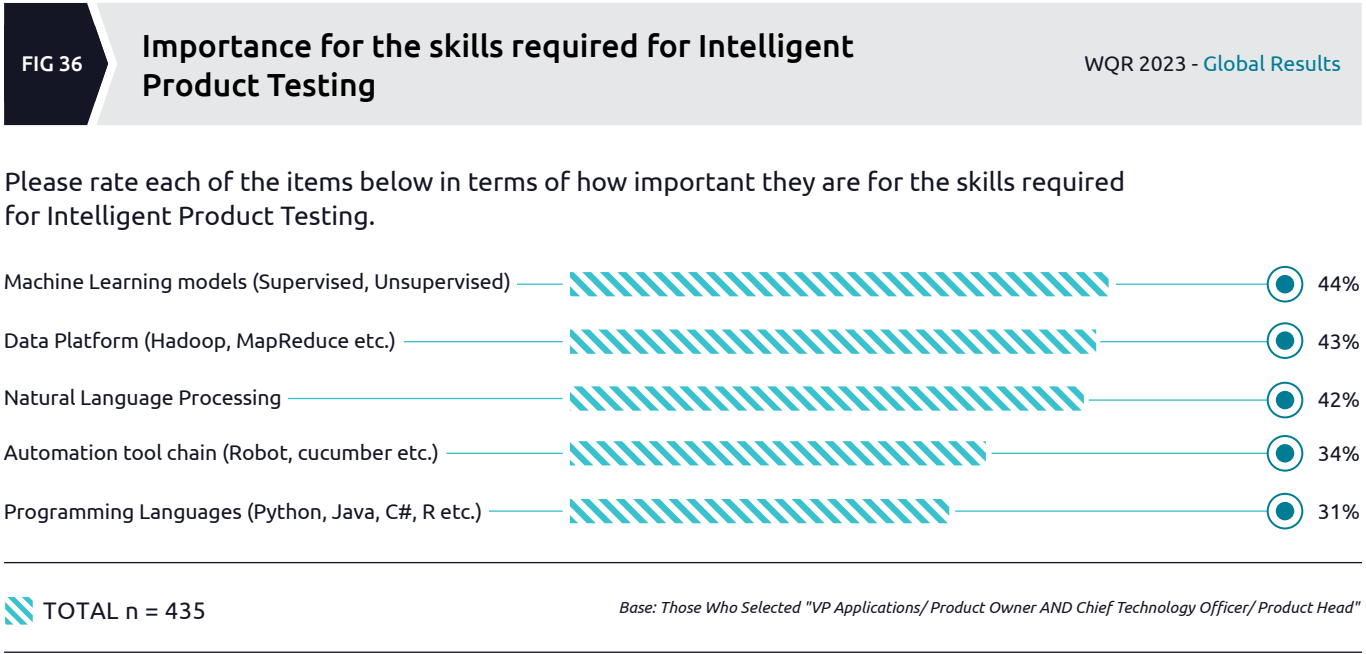 FIG 36
Importance for the skills required for Intelligent
Product Testing
WQR 2023 - Global Results
Please rate each of the items below in terms of how important they are for the skills required
for Intelligent Product Testing.
Machine Learning models (Supervised, Unsupervised) 44%
Data Platform (Hadoop, MapReduce etc.) 43%
Natural Language Processing 42%
Automation tool chain (Robot, cucumber etc.) 34%
Programming Languages (Python, Java, C#, R etc.) 31%
TOTAL n = 435
Base: Those Who Selected "VP Applications/ Product Owner AND Chief Technology Officer/ Product Head"